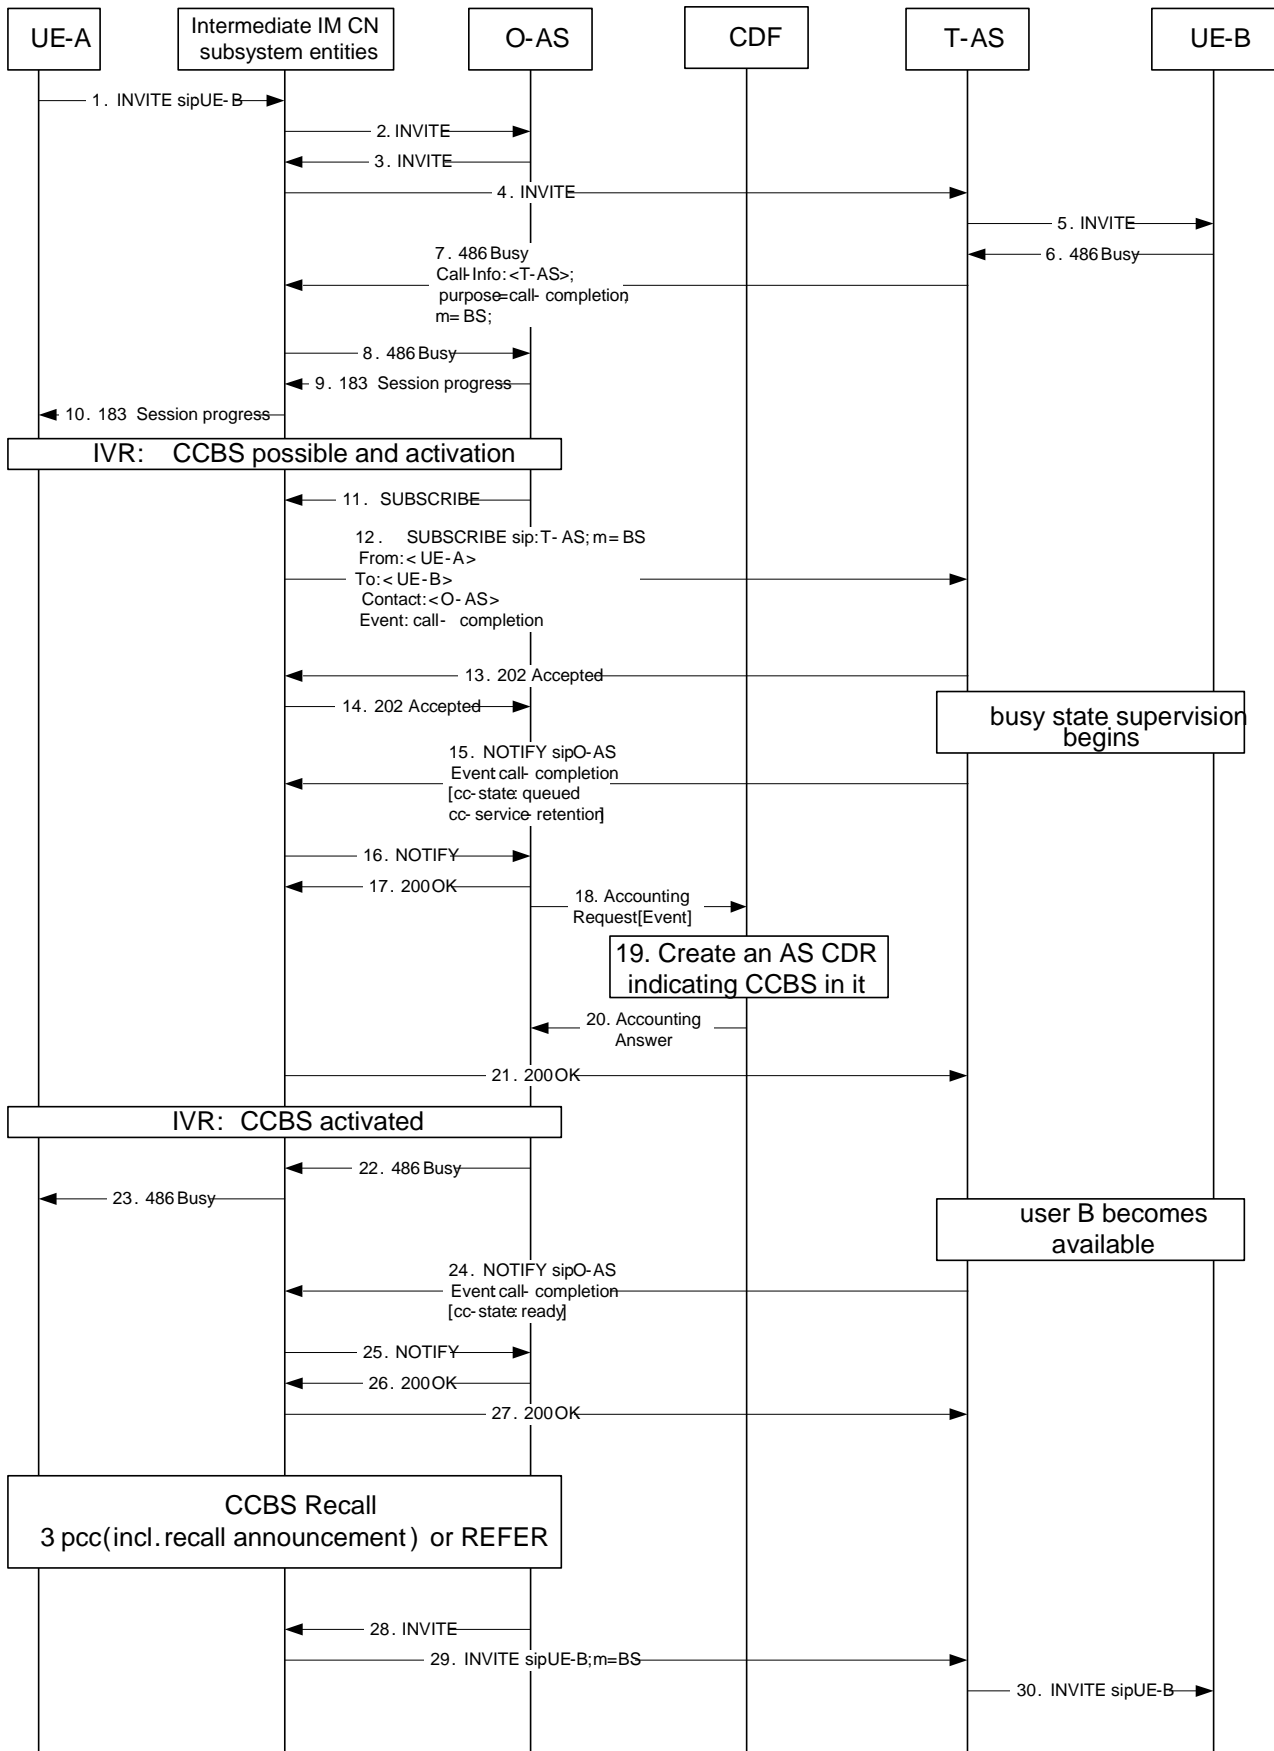 UE-A
Intermediate IM CN
subsystem entities
O-AS
CDF
T-AS
UE-B
1. INVITE sipUE-B
2. INVITE
3. INVITE
4. INVITE
5. INVITE
6. 486 Busy
7. 486 Busy
Call-Info:<T-AS>;
purpose=call- completion;
m= BS;
8. 486 Busy
9. 183 Session progress
10. 183 Session progress
IVR: CCBS possible and activation
11. SUBSCRIBE
12. SUBSCRIBE sip:T- AS; m= BS
From:< UE-A>
To:< UE-B>
Contact:<O- AS>
Event: call- completion
13. 202 Accepted
14. 202 Accepted
busy state supervision
begins
15. NOTIFY sipO-AS
Event call- completion
[cc-state: queued
cc- service- retention]
16. NOTIFY
17. 200 OK
18. Accounting
Request[Event]
19. Create an AS CDR
indicating CCBS in it
20. Accounting
Answer
21. 200 OK
IVR: CCBS activated
22. 486 Busy
23. 486 Busy
user B becomes
available
24. NOTIFY sipO-AS
Event call- completion
[cc-state: ready]
25. NOTIFY
26. 200 OK
27. 200 OK
CCBS Recall
3 pcc(incl. recall announcement) or REFER
28. INVITE
29. INVITE sipUE-B;m=BS
30. INVITE sipUE-B